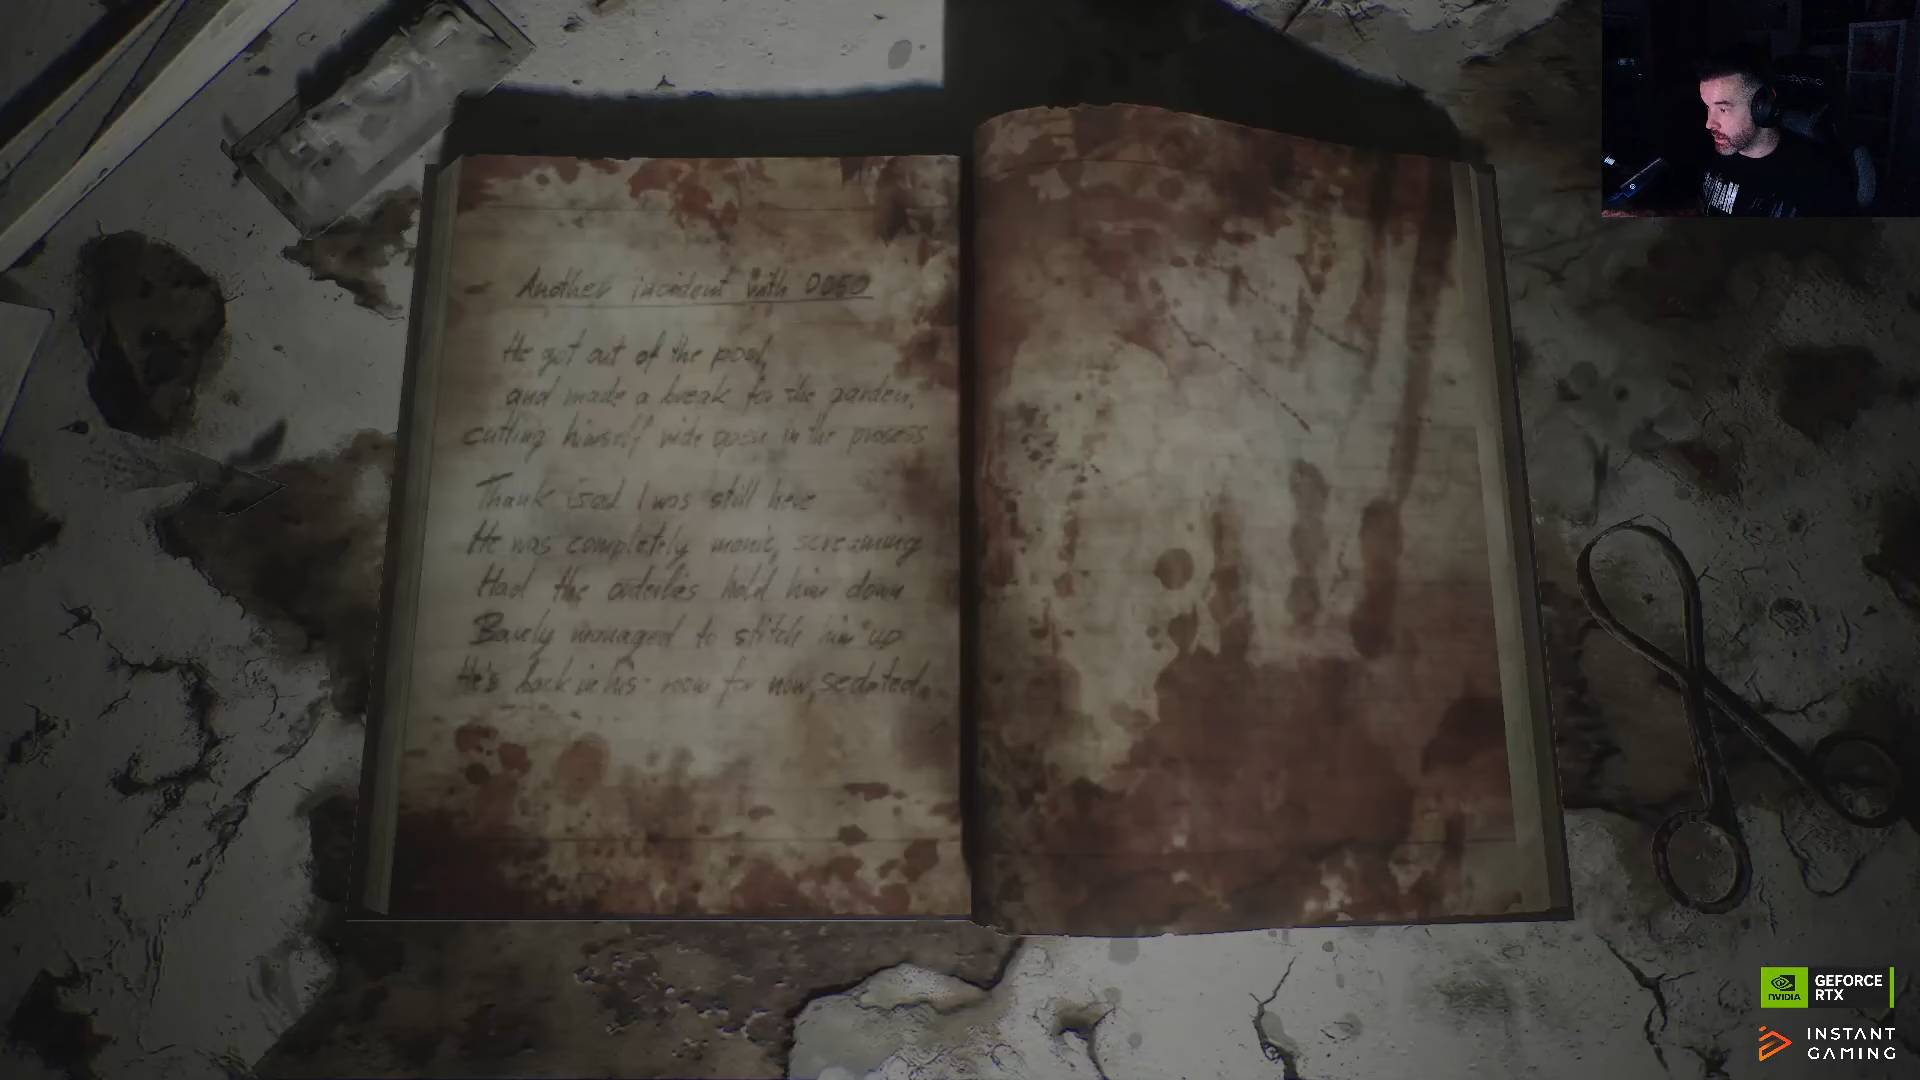 - Another incident with 0060
He got out of the pool,
and made a break for the garden,
cutting himself wide open in the process
Thank God I was still here
He was completely manic, screaming
Had the orderlies hold him down
Barely managed to stitch him up
He's back in his room for now, sedated.
NVIDIA
GEFORCE
RTX
INSTANT
GAMING